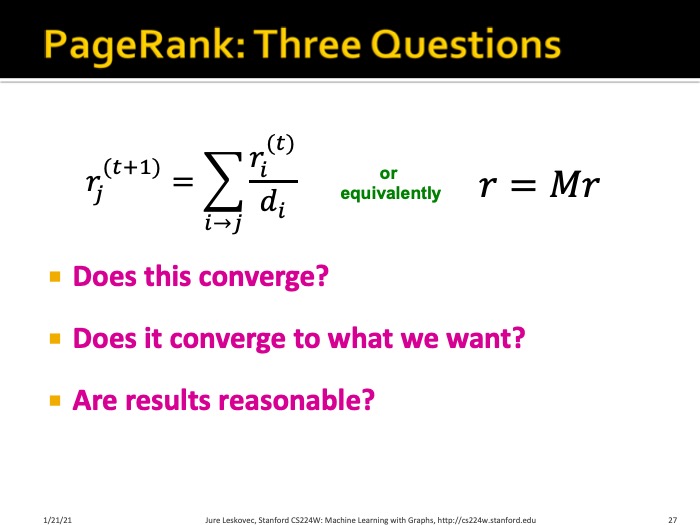 PageRank: Three Questions
r_j^{(t+1)} = \sum_{i→j} \frac{r_i^{(t)}}{d_i}
or
equivalently
r = Mr
Does this converge?
Does it converge to what we want?
Are results reasonable?
1/21/21 Jure Leskovec, Stanford CS224W: Machine Learning with Graphs, http://cs224w.stanford.edu 27